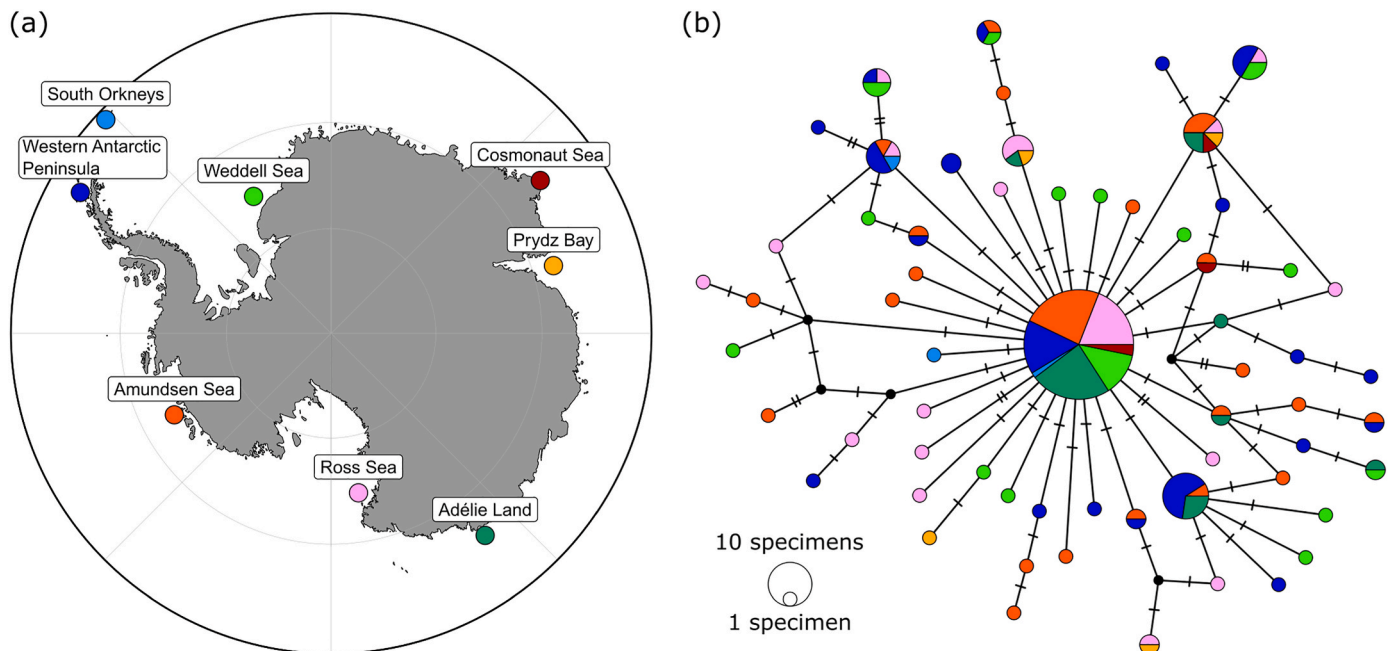 (a)
(b)
South Orkneys
Western Antarctic
Peninsula
Weddell Sea
Cosmonaut Sea
Prydz Bay
Amundsen Sea
Ross Sea
Adélie Land
10 specimens
1 specimen